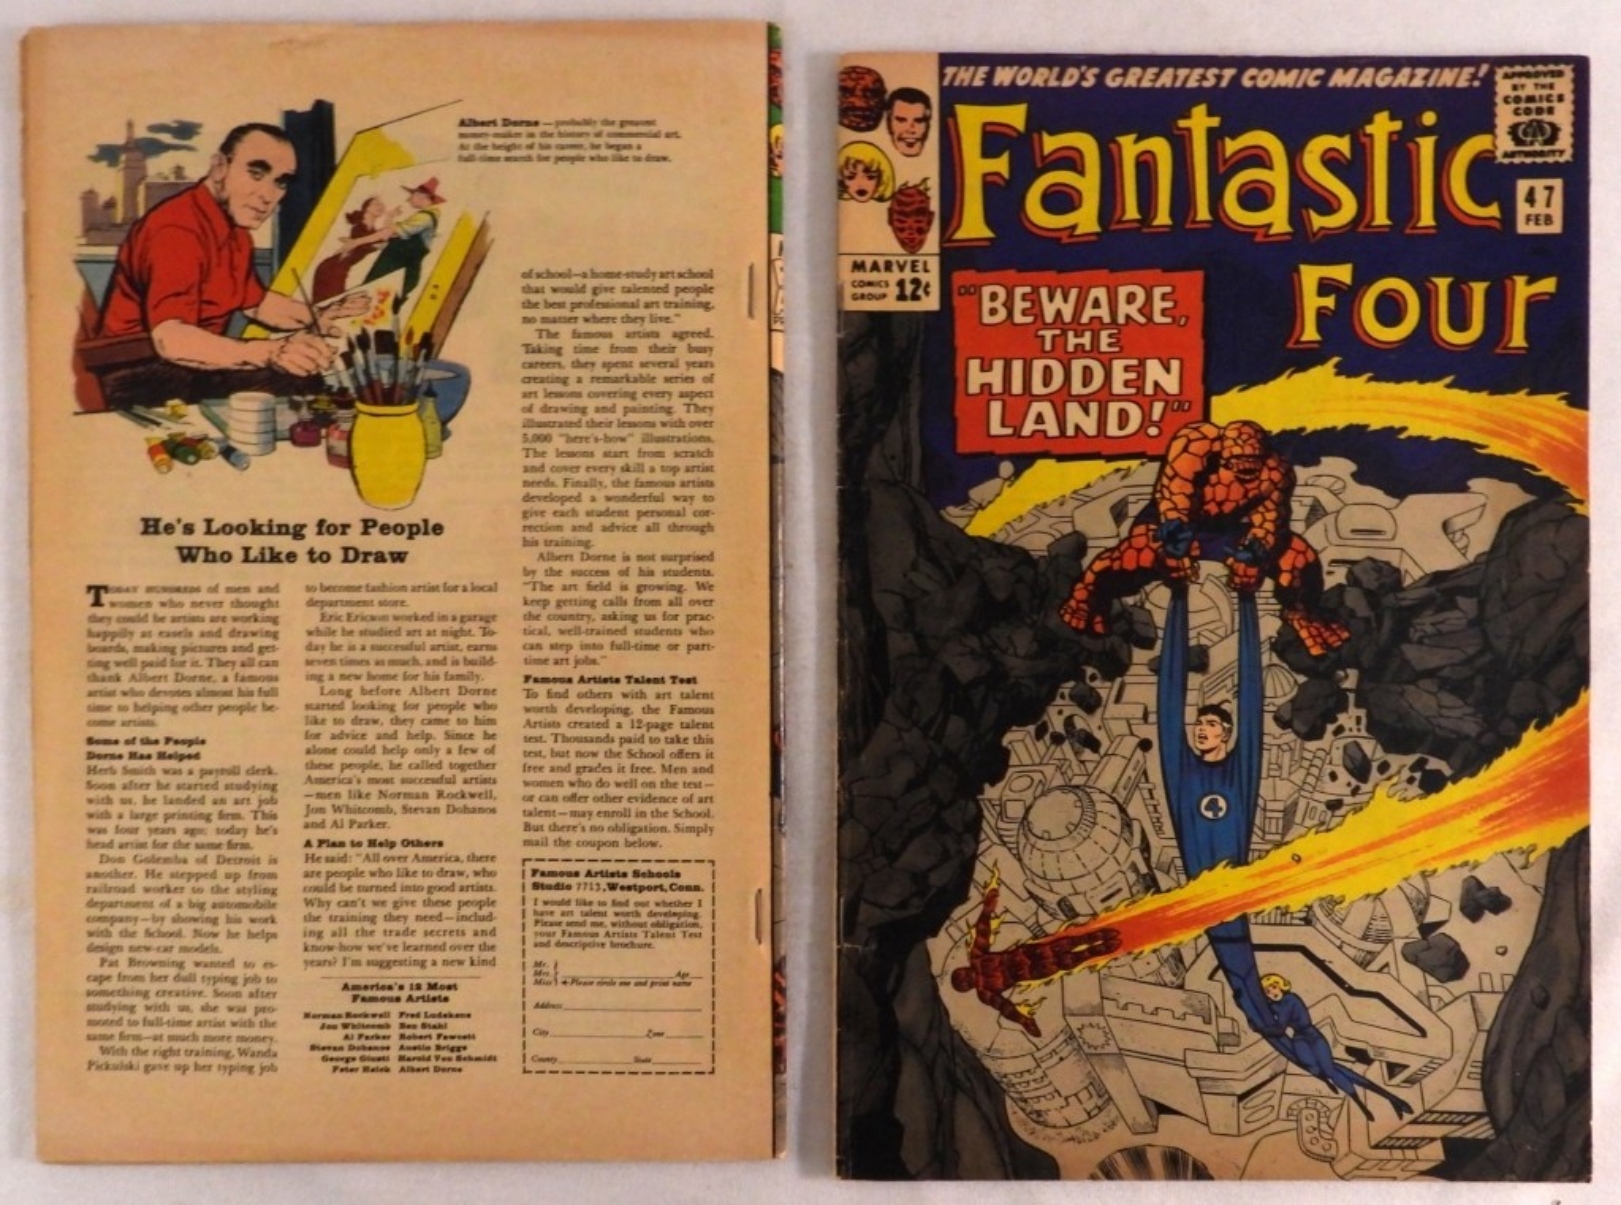 Albert Dorne — probably the greatest
money-maker in the history of commercial art.
At the height of his career, he began a
full-time search for people who like to draw.
He's Looking for People
Who Like to Draw
TODAY HUNDREDS of men and
women who never thought
they could be artists are working
happily at easels and drawing
boards, making pictures and get-
ting well paid for it. They all can
thank Albert Dorne, a famous
artist who devotes almost his full
time to helping other people be-
come artists.
Some of the People
Dorne Has Helped
Herb Smith was a payroll clerk.
Soon after he started studying
with us, he landed an art job
with a large printing firm. This
was four years ago; today he's
head artist for the same firm.
Don Golemba of Detroit is
another. He stepped up from
railroad worker to the styling
department of a big automobile
company—by showing his work
with the School. Now he helps
design new-car models.
Pat Browning wanted to es-
cape from her dull typing job to
something creative. Soon after
studying with us, she was pro-
moted to full-time artist with the
same firm—at much more money.
With the right training, Wanda
Pickulski gave up her typing job
to become fashion artist for a local
department store.
Eric Ericson worked in a garage
while he studied art at night. To-
day he is a successful artist, earns
seven times as much, and is build-
ing a new home for his family.
Long before Albert Dorne
started looking for people who
like to draw, they came to him
for advice and help. Since he
alone could help only a few of
these people, he called together
America's most successful artists
—men like Norman Rockwell,
Jon Whitcomb, Stevan Dohanos
and Al Parker.
A Plan to Help Others
He said: "All over America, there
are people who like to draw, who
could be turned into good artists.
Why can't we give these people
the training they need—includ-
ing all the trade secrets and
know-how we've learned over the
years? I'm suggesting a new kind
America's 12 Most
Famous Artists
Norman Rockwell Fred Ludekens
Jon Whitcomb Ben Stahl
Al Parker Robert Fawcett
Stevan Dohanos Austin Briggs
George Giusti Harold Von Schmidt
Peter Helck Albert Dorne
of school—a home-study art school
that would give talented people
the best professional art training,
no matter where they live."
The famous artists agreed.
Taking time from their busy
careers, they spent several years
creating a remarkable series of
art lessons covering every aspect
of drawing and painting. They
illustrated their lessons with over
5,000 "here's-how" illustrations.
The lessons start from scratch
and cover every skill a top artist
needs. Finally, the famous artists
developed a wonderful way to
give each student personal cor-
rection and advice all through
his training.
Albert Dorne is not surprised
by the success of his students.
"The art field is growing. We
keep getting calls from all over
the country, asking us for prac-
tical, well-trained students who
can step into full-time or part-
time art jobs."
Famous Artists Talent Test
To find others with art talent
worth developing, the Famous
Artists created a 12-page talent
test. Thousands paid to take this
test, but now the School offers it
free and grades it free. Men and
women who do well on the test—
or can offer other evidence of art
talent—may enroll in the School.
But there's no obligation. Simply
mail the coupon below.
Famous Artists Schools
Studio 7713, Westport, Conn.
I would like to find out whether I
have art talent worth developing.
Please send me, without obligation,
your Famous Artists Talent Test
and descriptive brochure.
Mr.
Mrs. Age
Miss Please circle one and print name
Address
City Zone
County State
THE WORLD'S GREATEST COMIC MAGAZINE!
APPROVED
BY THE
COMICS
CODE
AUTHORITY
Fantastic
Four
47
FEB
MARVEL
COMICS
GROUP 12¢
"BEWARE,
THE
HIDDEN
LAND!"
4